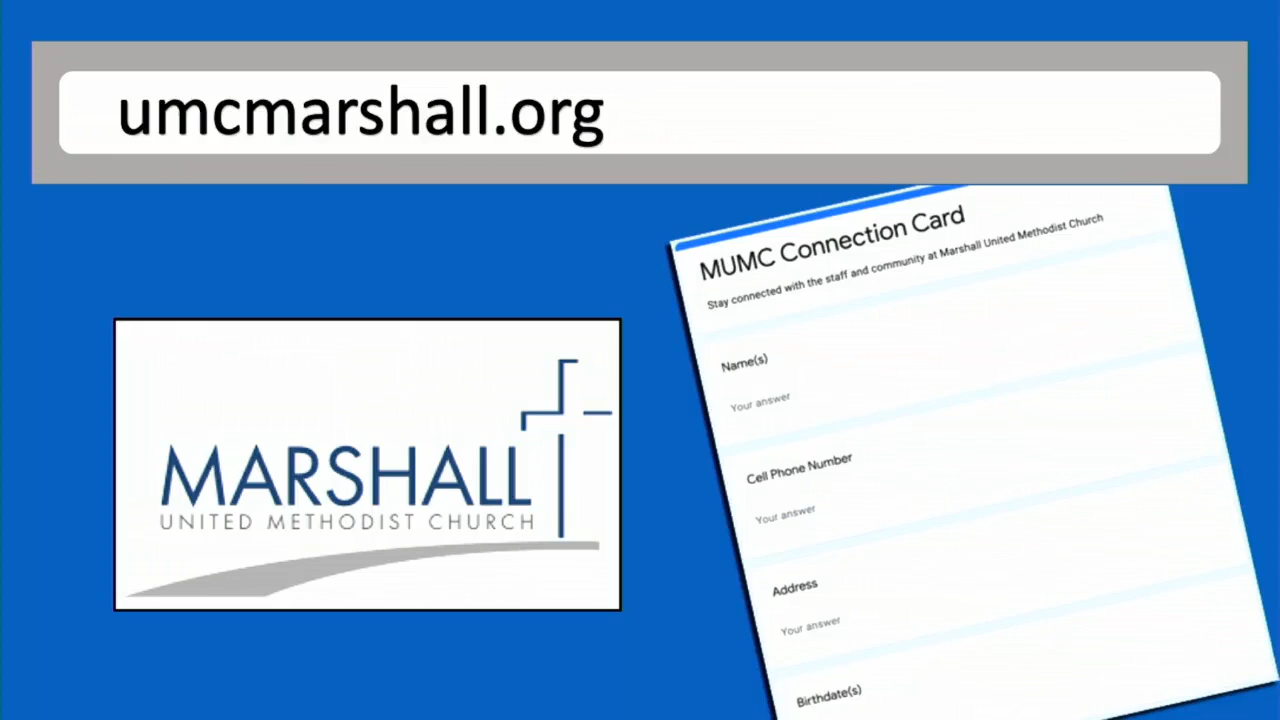 umcmarshall.org
MUMC Connection Card
Stay connected with the staff and community at Marshall United Methodist Church
Name(s)
Your answer
Cell Phone Number
Your answer
Address
Your answer
Birthdate(s)
MARSHALL
UNITED METHODIST CHURCH